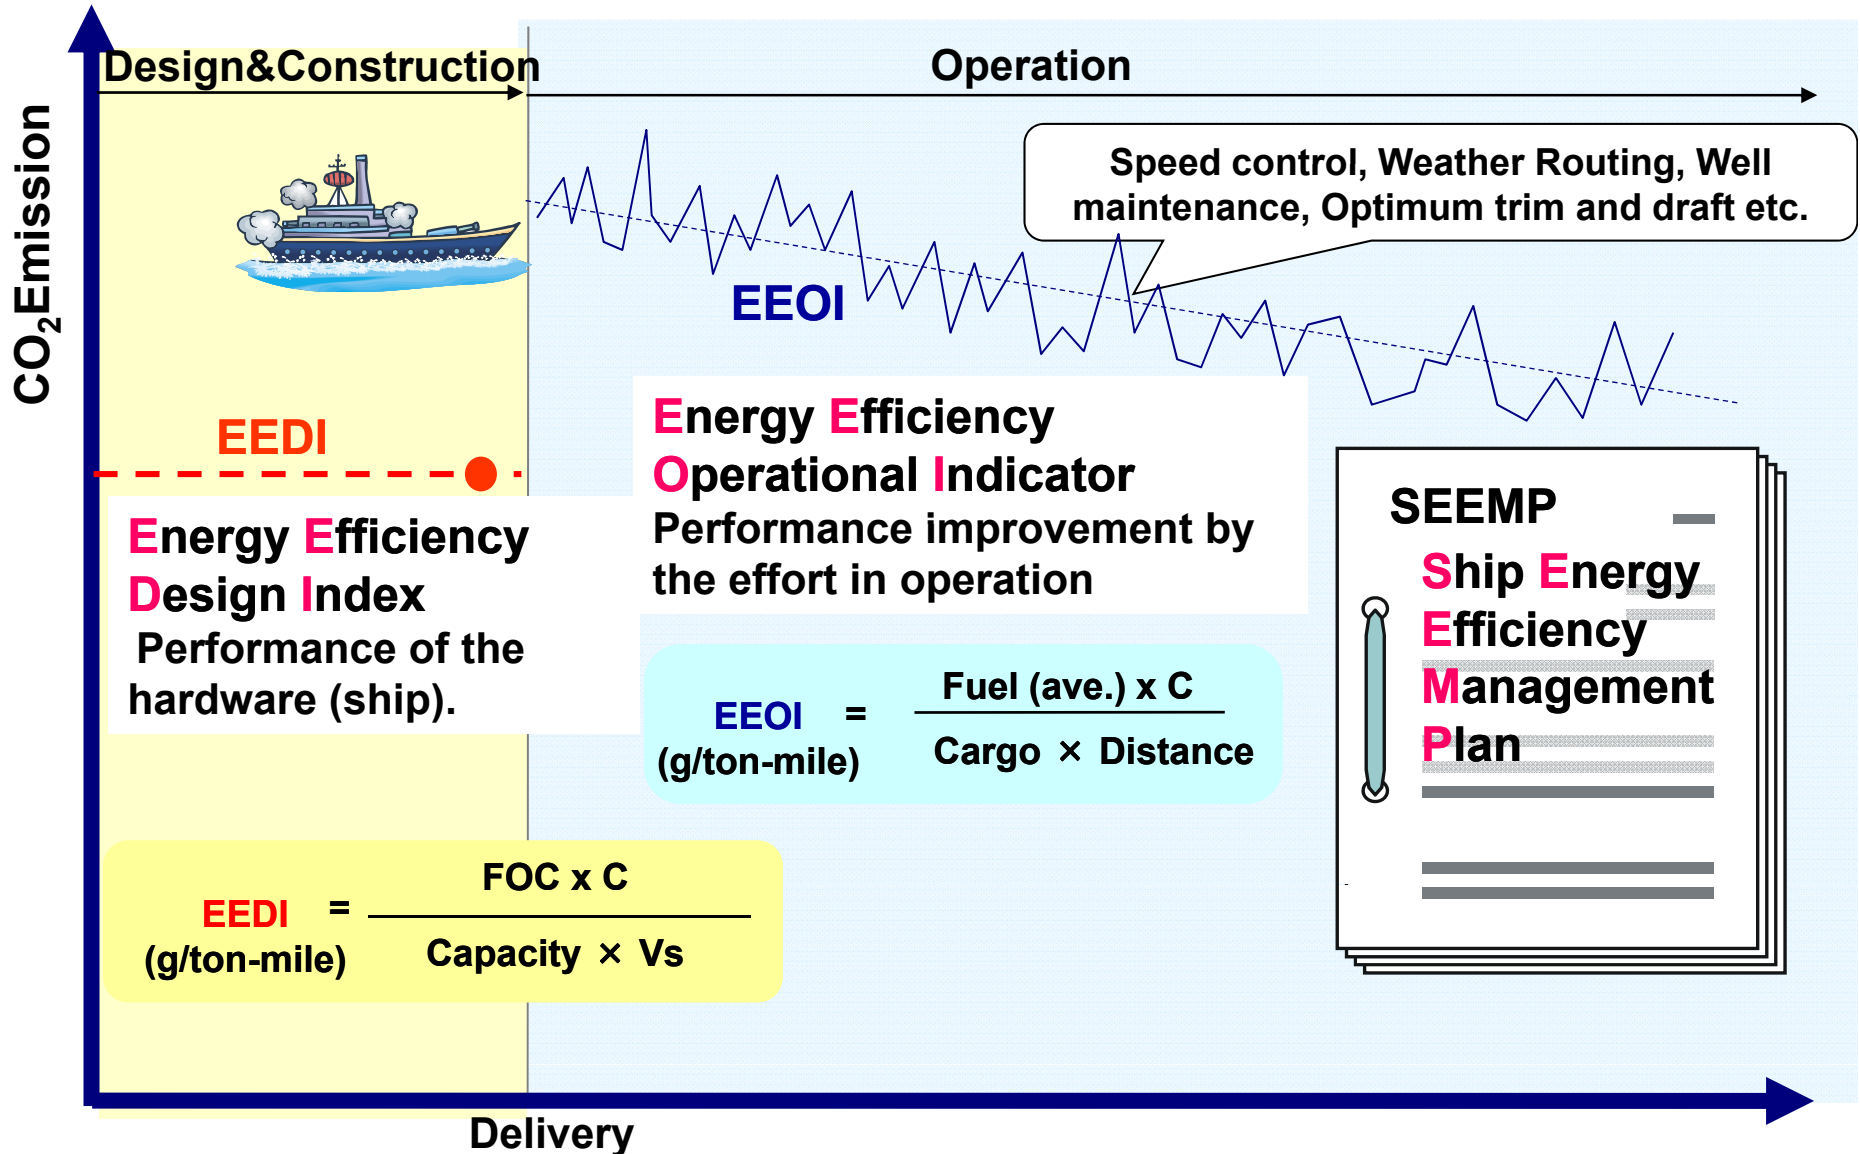 Design&Construction
Operation
CO₂Emission
Speed control, Weather Routing, Well
maintenance, Optimum trim and draft etc.
EEOI
EEDI
Energy Efficiency
Design Index
Performance of the
hardware (ship).
Energy Efficiency
Operational Indicator
Performance improvement by
the effort in operation
SEEMP
Ship Energy
Efficiency
Management
Plan
EEOI = Fuel (ave.) x C
(g/ton-mile) Cargo × Distance
EEDI = FOC x C
(g/ton-mile) Capacity × Vs
Delivery